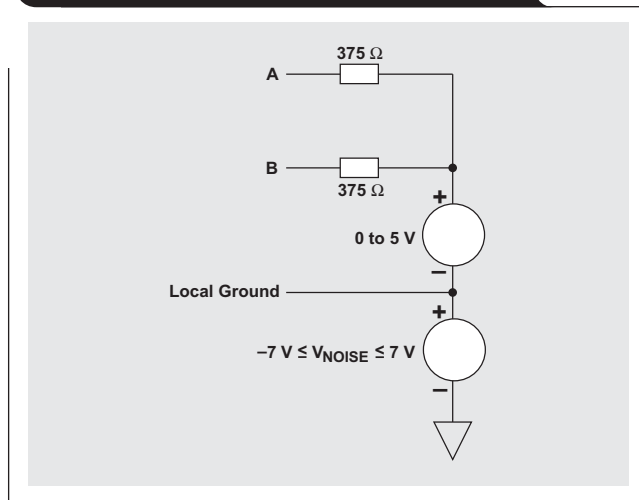 375 Ω
A
B
375 Ω
+
0 to 5 V
–
Local Ground
+
–7 V ≤ VNOISE ≤ 7 V
–